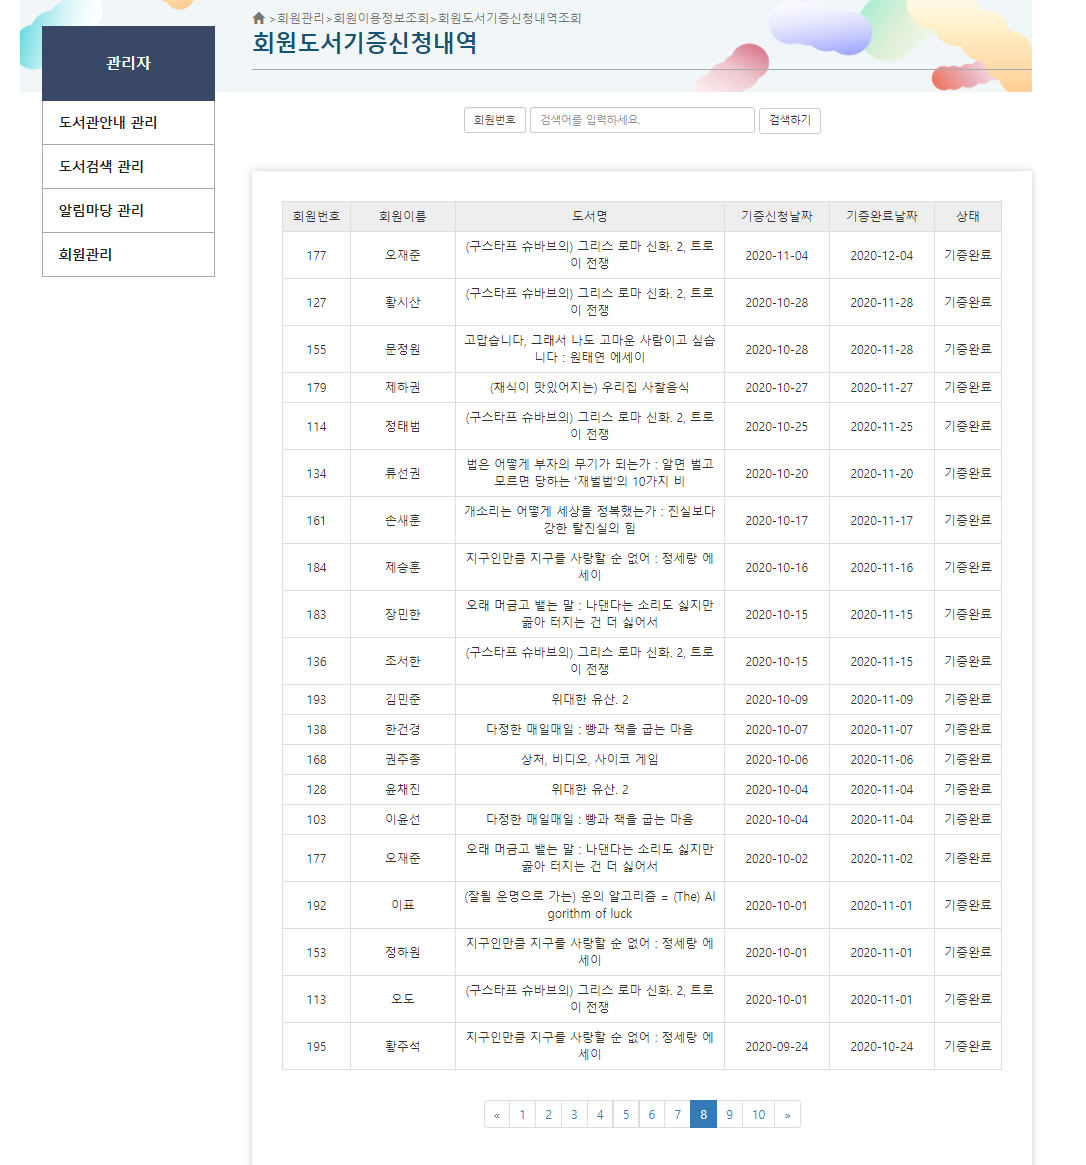 >회원관리>회원이용정보조회>회원도서기증신청내역조회
회원도서기증신청내역
관리자
도서관안내 관리
도서검색 관리
알림마당 관리
회원관리
회원번호 검색어를 입력하세요. 검색하기
회원번호 회원이름 도서명 기증신청날짜 기증완료날짜 상태
177 오재준 (구스타프 슈바브의) 그리스 로마 신화. 2, 트로
이 전쟁 2020-11-04 2020-12-04 기증완료
127 황시산 (구스타프 슈바브의) 그리스 로마 신화. 2, 트로
이 전쟁 2020-10-28 2020-11-28 기증완료
155 문정원 고맙습니다, 그래서 나도 고마운 사람이고 싶습
니다 : 원태연 에세이 2020-10-28 2020-11-28 기증완료
179 제하권 (채식이 맛있어지는) 우리집 사찰음식 2020-10-27 2020-11-27 기증완료
114 정태범 (구스타프 슈바브의) 그리스 로마 신화. 2, 트로
이 전쟁 2020-10-25 2020-11-25 기증완료
134 류선권 법은 어떻게 부자의 무기가 되는가 : 알면 벌고
모르면 당하는 '재벌법'의 10가지 비 2020-10-20 2020-11-20 기증완료
161 손새훈 개소리는 어떻게 세상을 정복했는가 : 진실보다
강한 탈진실의 힘 2020-10-17 2020-11-17 기증완료
184 제승훈 지구인만큼 지구를 사랑할 순 없어 : 정세랑 에
세이 2020-10-16 2020-11-16 기증완료
183 장민한 오래 머금고 뱉는 말 : 나댄다는 소리도 싫지만
곪아 터지는 건 더 싫어서 2020-10-15 2020-11-15 기증완료
136 조서한 (구스타프 슈바브의) 그리스 로마 신화. 2, 트로
이 전쟁 2020-10-15 2020-11-15 기증완료
193 김민준 위대한 유산. 2 2020-10-09 2020-11-09 기증완료
138 한건경 다정한 매일매일 : 빵과 책을 굽는 마음 2020-10-07 2020-11-07 기증완료
168 권주종 상처, 비디오, 사이코 게임 2020-10-06 2020-11-06 기증완료
128 윤채진 위대한 유산. 2 2020-10-04 2020-11-04 기증완료
103 이윤선 다정한 매일매일 : 빵과 책을 굽는 마음 2020-10-04 2020-11-04 기증완료
177 오재준 오래 머금고 뱉는 말 : 나댄다는 소리도 싫지만
곪아 터지는 건 더 싫어서 2020-10-02 2020-11-02 기증완료
192 이표 (잘될 운명으로 가는) 운의 알고리즘 = (The) Al
gorithm of luck 2020-10-01 2020-11-01 기증완료
153 정하원 지구인만큼 지구를 사랑할 순 없어 : 정세랑 에
세이 2020-10-01 2020-11-01 기증완료
113 오도 (구스타프 슈바브의) 그리스 로마 신화. 2, 트로
이 전쟁 2020-10-01 2020-11-01 기증완료
195 황주석 지구인만큼 지구를 사랑할 순 없어 : 정세랑 에
세이 2020-09-24 2020-10-24 기증완료
« 1 2 3 4 5 6 7 8 9 10 »